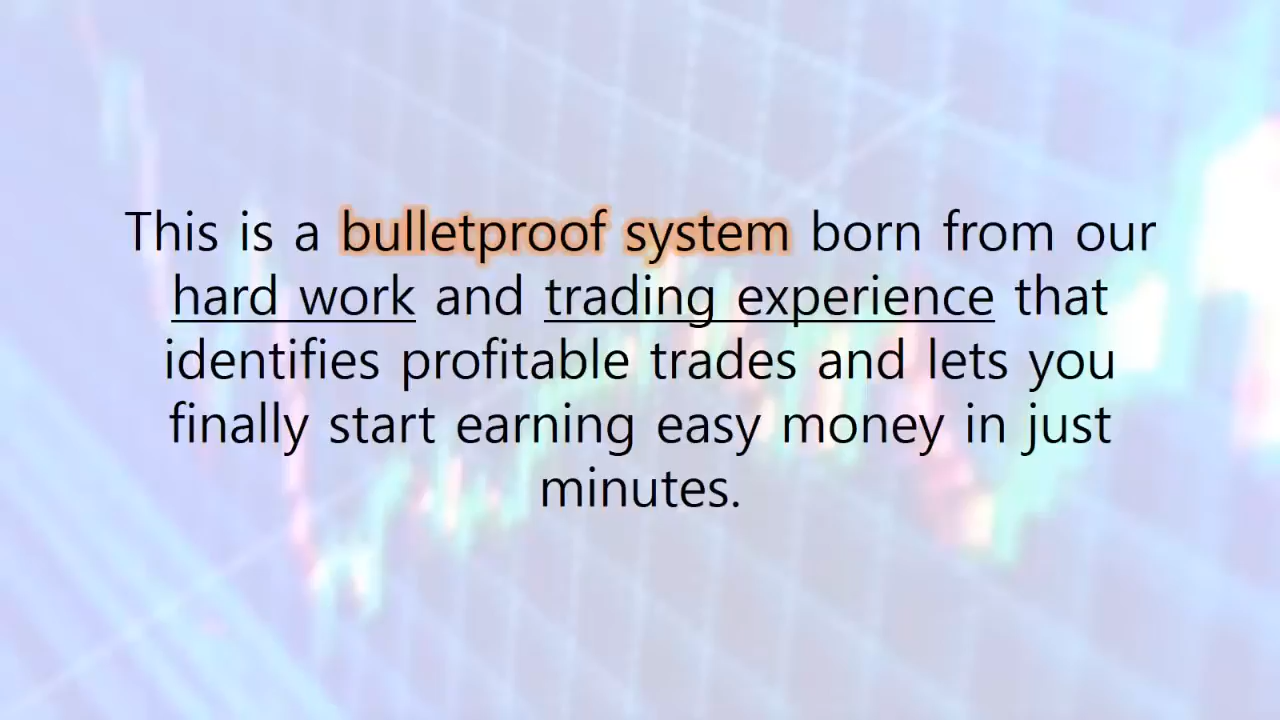 This is a bulletproof system born from our
hard work and trading experience that
identifies profitable trades and lets you
finally start earning easy money in just
minutes.